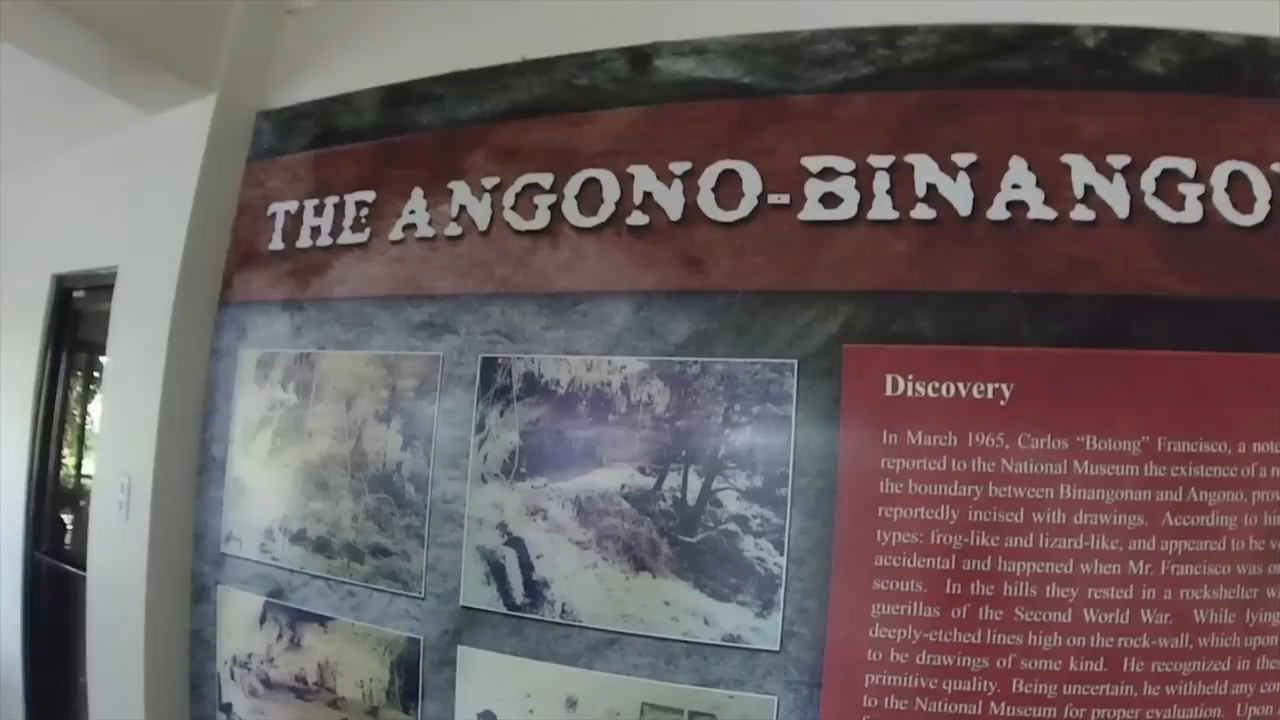 THE ANGONO-BINANGO
Discovery
In March 1965, Carlos “Botong” Francisco, a
reported to the National Museum the existence of a
the boundary between Binangonan and Angono,
reportedly incised with drawings. According to
types: frog-like and lizard-like, and appeared to be
accidental and happened when Mr. Francisco was
scouts. In the hills they rested in a rockshelter
guerillas of the Second World War. While lying
deeply-etched lines high on the rock-wall, which upon
to be drawings of some kind. He recognized in
primitive quality. Being uncertain, he withheld any
to the National Museum for proper evaluation. Upon